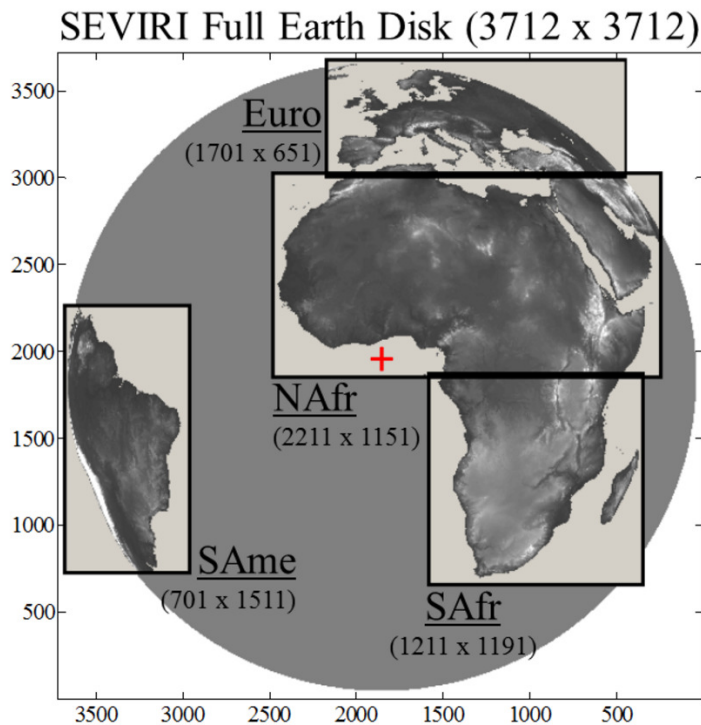 SEVIRI Full Earth Disk (3712 x 3712)
3500
Euro
(1701 x 651)
3000
2500
2000
NAfr
(2211 x 1151)
1500
1000
SAme
(701 x 1511)
SAfr
(1211 x 1191)
500
3500 3000 2500 2000 1500 1000 500